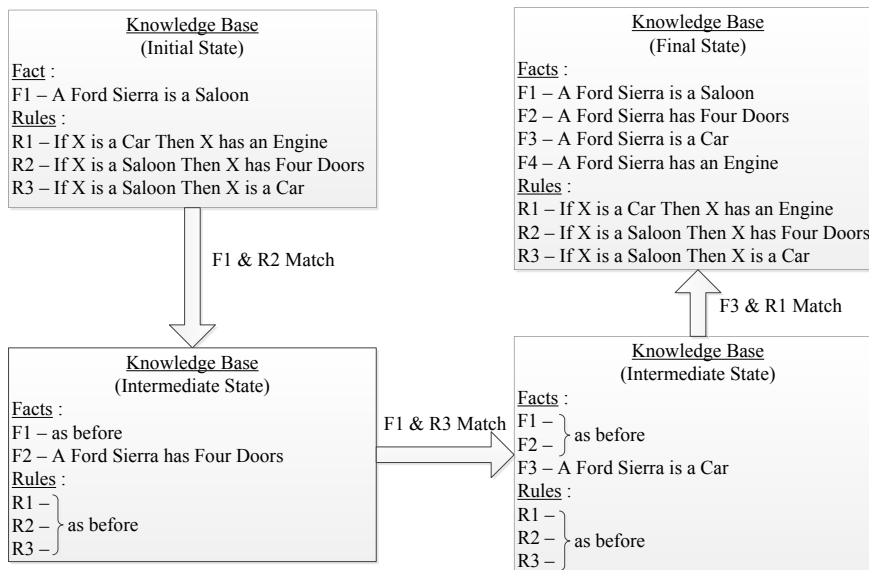 Knowledge Base
(Initial State)
Fact :
F1 – A Ford Sierra is a Saloon
Rules :
R1 – If X is a Car Then X has an Engine
R2 – If X is a Saloon Then X has Four Doors
R3 – If X is a Saloon Then X is a Car
F1 & R2 Match
Knowledge Base
(Intermediate State)
Facts :
F1 – as before
F2 – A Ford Sierra has Four Doors
Rules :
R1 –
R2 – as before
R3 –
F1 & R3 Match
Knowledge Base
(Intermediate State)
Facts :
F1 –
as before
F2 –
F3 – A Ford Sierra is a Car
Rules :
R1 –
R2 – as before
R3 –
F3 & R1 Match
Knowledge Base
(Final State)
Facts :
F1 – A Ford Sierra is a Saloon
F2 – A Ford Sierra has Four Doors
F3 – A Ford Sierra is a Car
F4 – A Ford Sierra has an Engine
Rules :
R1 – If X is a Car Then X has an Engine
R2 – If X is a Saloon Then X has Four Doors
R3 – If X is a Saloon Then X is a Car